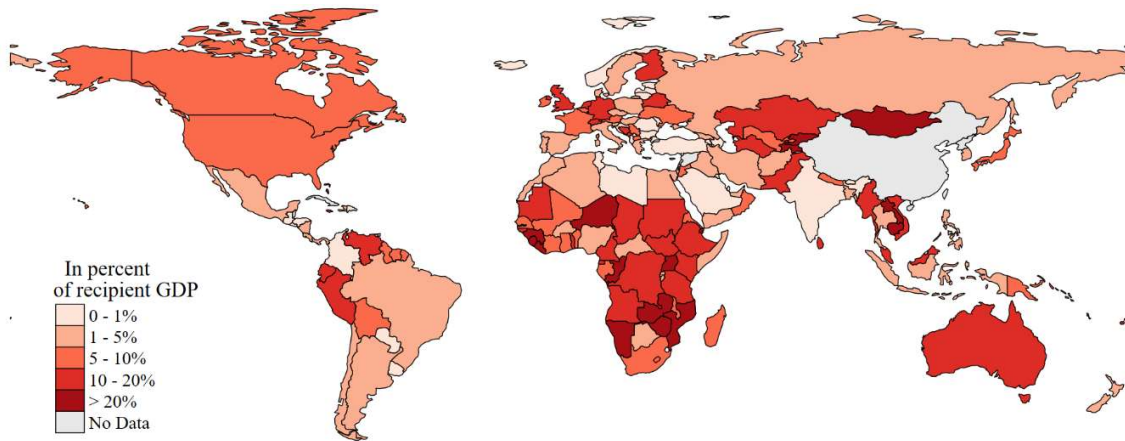 In percent
of recipient GDP
0 - 1%
1 - 5%
5 - 10%
10 - 20%
> 20%
No Data